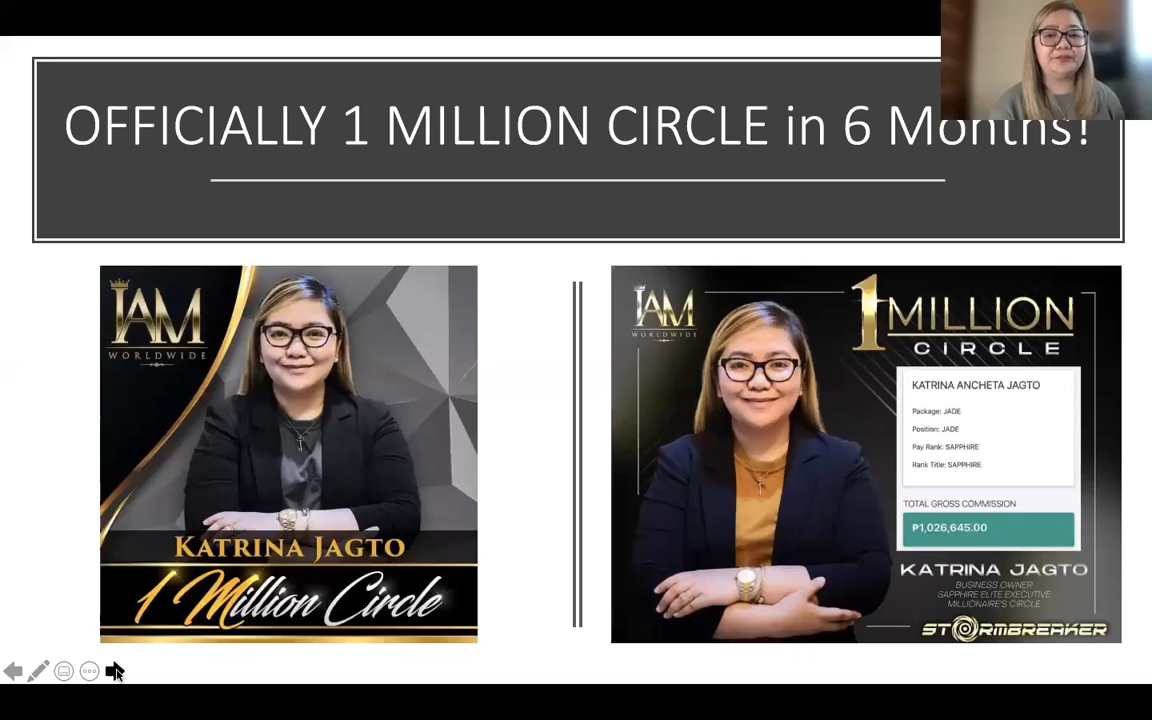 OFFICIALLY 1 MILLION CIRCLE in 6 Months!
IAM
WORLDWIDE
KATRINA JAGTO
1 Million Circle
IAM
WORLDWIDE
1 MILLION
CIRCLE
KATRINA ANCHETA JAGTO
Package: JADE
Position: JADE
Pay Rank: SAPPHIRE
Rank Title: SAPPHIRE
TOTAL GROSS COMMISSION
₱1,026,645.00
KATRINA JAGTO
BUSINESS OWNER
SAPPHIRE ELITE EXECUTIVE
MILLIONAIRE'S CIRCLE
STORMBREAKER